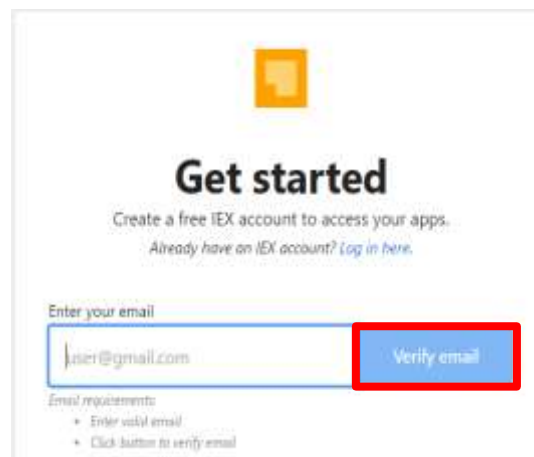 Get started
Create a free IEX account to access your apps.
Already have an IEX account? Log in here.
Enter your email
user@gmail.com Verify email
Email requirements:
• Enter valid email
• Click button to verify email